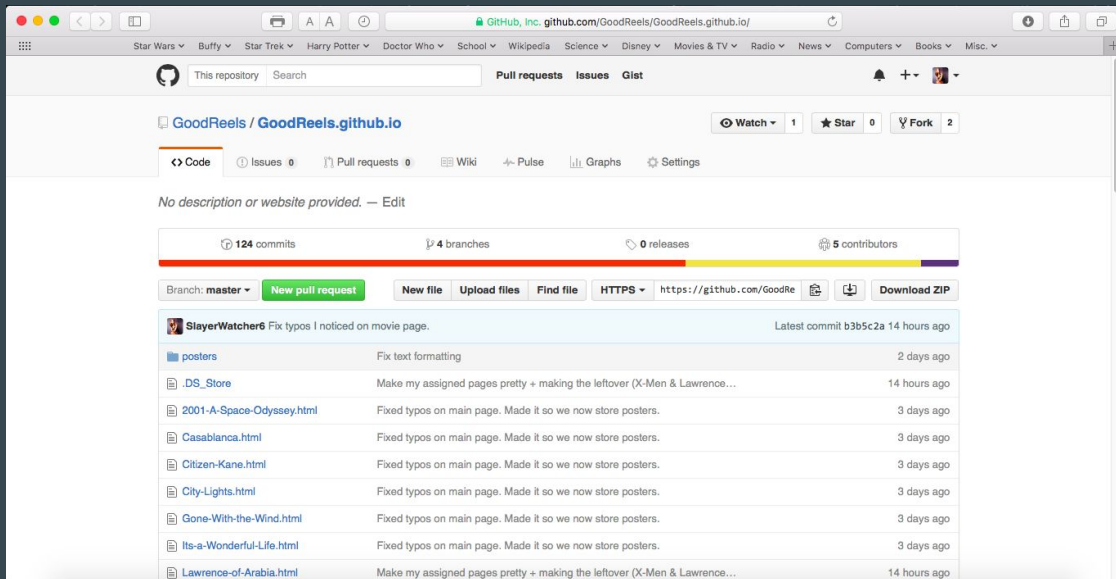 A A GitHub, Inc. github.com/GoodReels/GoodReels.github.io/
Star Wars Buffy Star Trek Harry Potter Doctor Who School Wikipedia Science Disney Movies & TV Radio News Computers Books Misc.
This repository Search Pull requests Issues Gist
GoodReels / GoodReels.github.io Watch 1 Star 0 Fork 2
Code Issues 0 Pull requests 0 Wiki Pulse Graphs Settings
No description or website provided. — Edit
124 commits 4 branches 0 releases 5 contributors
Branch: master New pull request New file Upload files Find file HTTPS https://github.com/GoodRe Download ZIP
SlayerWatcher6 Fix typos I noticed on movie page. Latest commit b3b5c2a 14 hours ago
posters Fix text formatting 2 days ago
.DS_Store Make my assigned pages pretty + making the leftover (X-Men & Lawrence… 14 hours ago
2001-A-Space-Odyssey.html Fixed typos on main page. Made it so we now store posters. 3 days ago
Casablanca.html Fixed typos on main page. Made it so we now store posters. 3 days ago
Citizen-Kane.html Fixed typos on main page. Made it so we now store posters. 3 days ago
City-Lights.html Fixed typos on main page. Made it so we now store posters. 3 days ago
Gone-With-the-Wind.html Fixed typos on main page. Made it so we now store posters. 3 days ago
Its-a-Wonderful-Life.html Fixed typos on main page. Made it so we now store posters. 3 days ago
Lawrence-of-Arabia.html Make my assigned pages pretty + making the leftover (X-Men & Lawrence… 14 hours ago